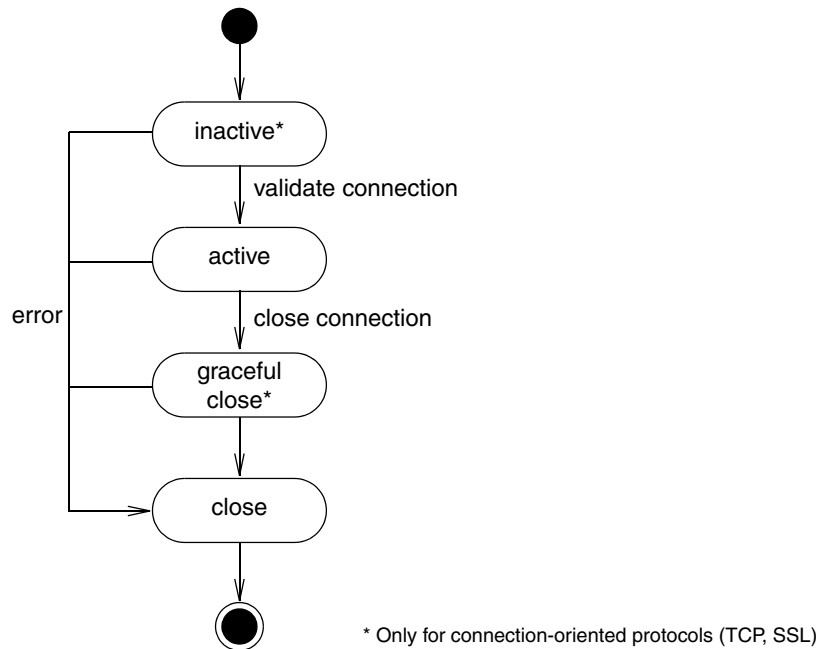 inactive*
validate connection
active
error
close connection
graceful
close*
close
* Only for connection-oriented protocols (TCP, SSL)